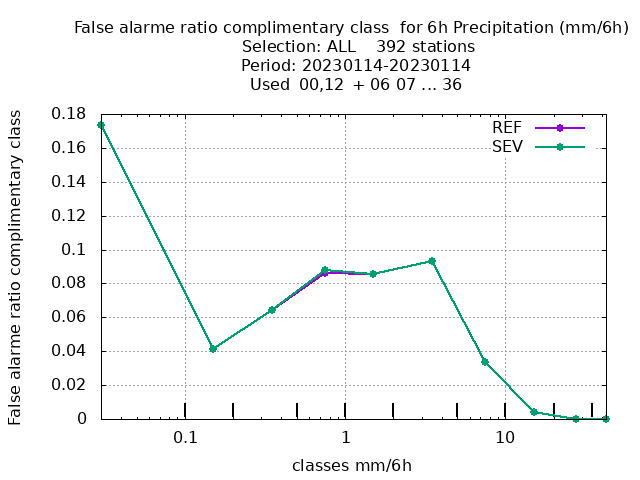 False alarme ratio complimentary class  for 6h Precipitation (mm/6h)
Selection: ALL    392 stations
Period: 20230114-20230114
Used  00,12  + 06 07 ... 36
False alarme ratio complimentary class
0.18
0.16
0.14
0.12
0.1
0.08
0.06
0.04
0.02
0
REF
SEV
0.1
1
10
classes mm/6h